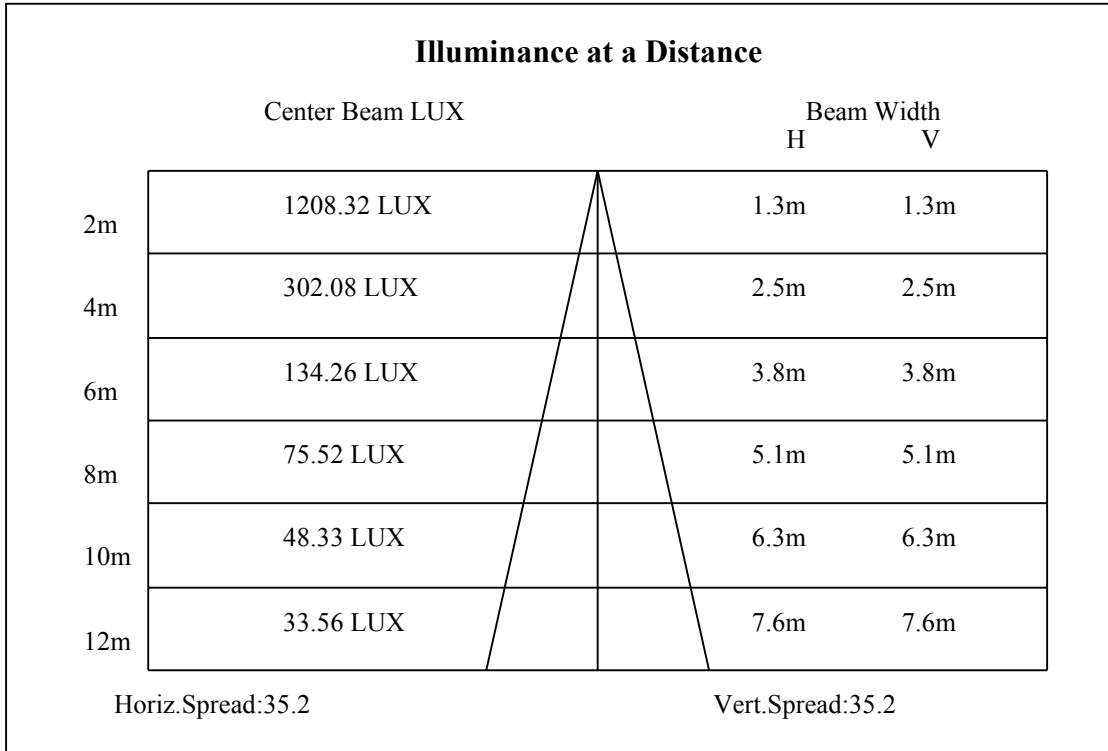 Illuminance at a Distance
Center Beam LUX Beam Width
H V
2m 1208.32 LUX 1.3m 1.3m
4m 302.08 LUX 2.5m 2.5m
6m 134.26 LUX 3.8m 3.8m
8m 75.52 LUX 5.1m 5.1m
10m 48.33 LUX 6.3m 6.3m
12m 33.56 LUX 7.6m 7.6m
Horiz.Spread:35.2 Vert.Spread:35.2